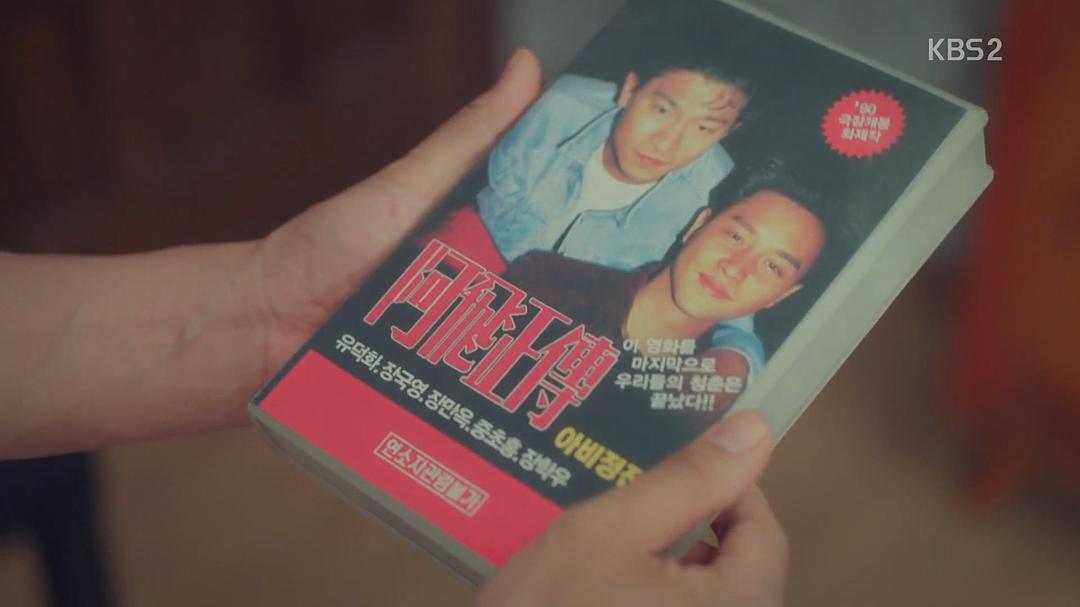 KBS2
'90
극장개봉
화제작
阿飛正傳
이 영화를
마지막으로
우리들의 청춘은
끝났다!!
아비정전
유덕화, 장국영, 장만옥, 종초홍, 장학우
연소자관람불가